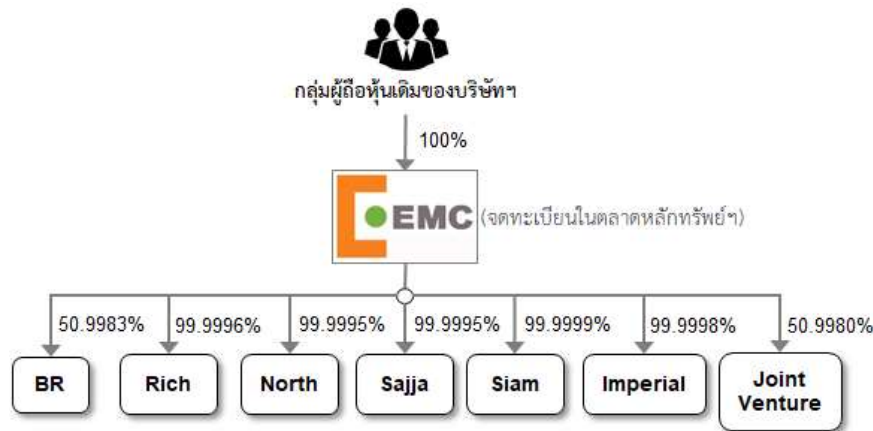 กลุ่มผู้ถือหุ้นเดิมของบริษัทฯ
100%
EMC (จดทะเบียนในตลาดหลักทรัพย์ฯ)
50.9983% 99.9996% 99.9995% 99.9995% 99.9999% 99.9998% 50.9980%
BR Rich North Sajja Siam Imperial Joint
Venture